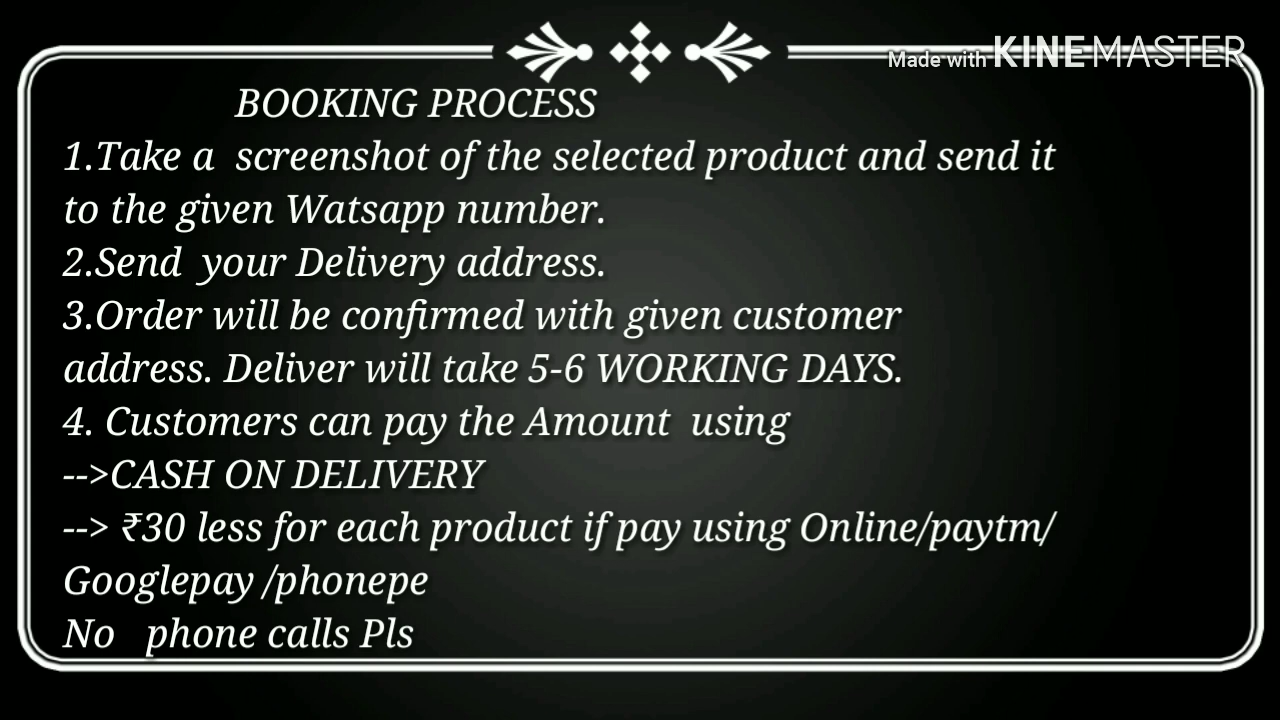 Made with KINEMASTER
BOOKING PROCESS
1.Take a  screenshot of the selected product and send it
to the given Watsapp number.
2.Send  your Delivery address.
3.Order will be confirmed with given customer
address. Deliver will take 5-6 WORKING DAYS.
4. Customers can pay the Amount  using
-->CASH ON DELIVERY
--> ₹30 less for each product if pay using Online/paytm/
Googlepay /phonepe
No   phone calls Pls